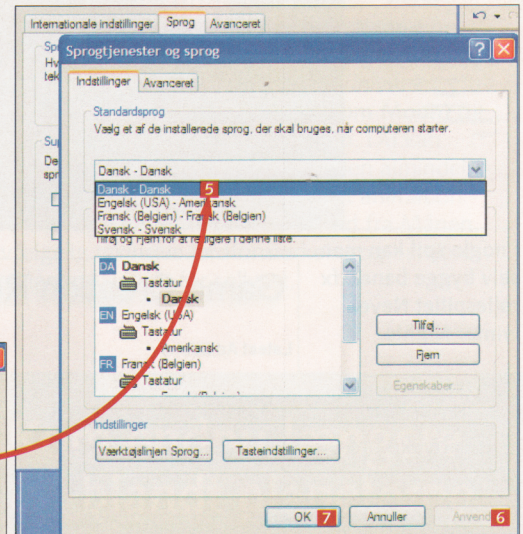 Internationale indstillinger Sprog Avanceret
Sprogtjenester og sprog
Indstillinger Avanceret
Standardsprog
Vælg et af de installerede sprog, der skal bruges, når computeren starter.
Dansk - Dansk
Dansk - Dansk 5
Engelsk (USA) - Amerikansk
Fransk (Belgien) - Fransk (Belgien)
Svensk - Svensk
Tilføj og Fjern for at redigere i denne liste.
DA Dansk
Tastatur
Dansk
EN Engelsk (USA)
Tastatur
Amerikansk
FR Fransk (Belgien)
Tastatur
Tilføj...
Fjern
Egenskaber...
Indstillinger
Værktøjslinjen Sprog... Tasteindstillinger...
OK 7 Annuller Anvend 6